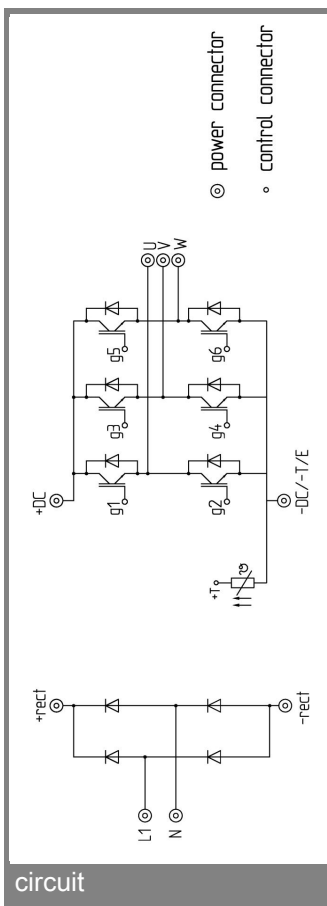 power connector
control connector
U
V
W
g5
g6
g3
g4
g1
g2
+DC
-DC/-T/E
+T
ϑ
+rect
-rect
L1
N
circuit